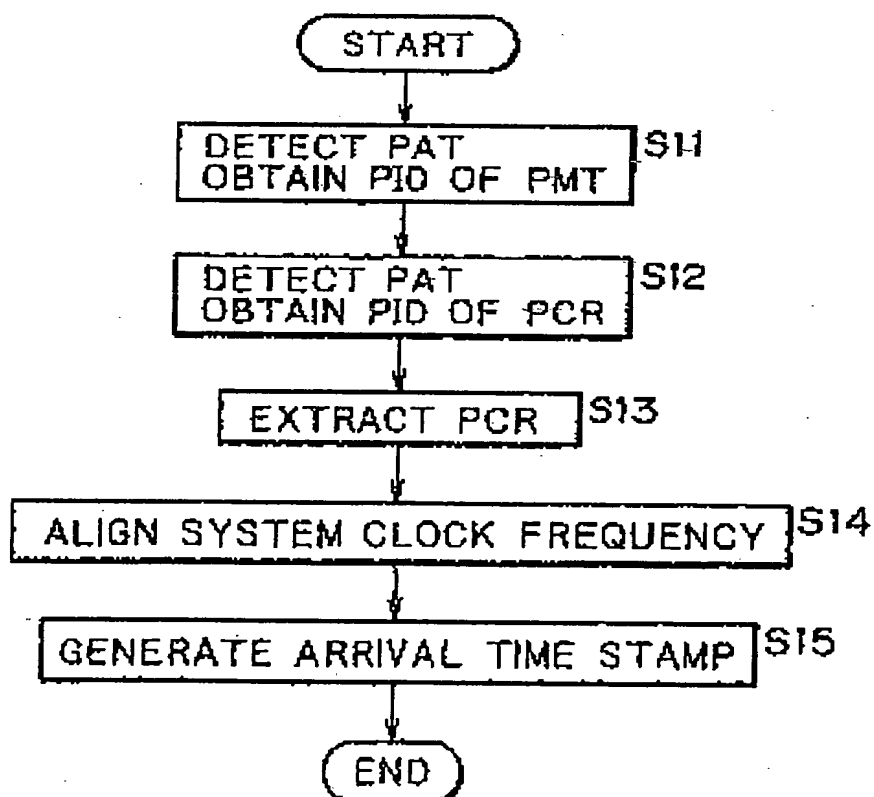 START
DETECT PAT
OBTAIN PID OF PMT
S11
DETECT PAT
OBTAIN PID OF PCR
S12
EXTRACT PCR
S13
ALIGN SYSTEM CLOCK FREQUENCY
S14
GENERATE ARRIVAL TIME STAMP
S15
END